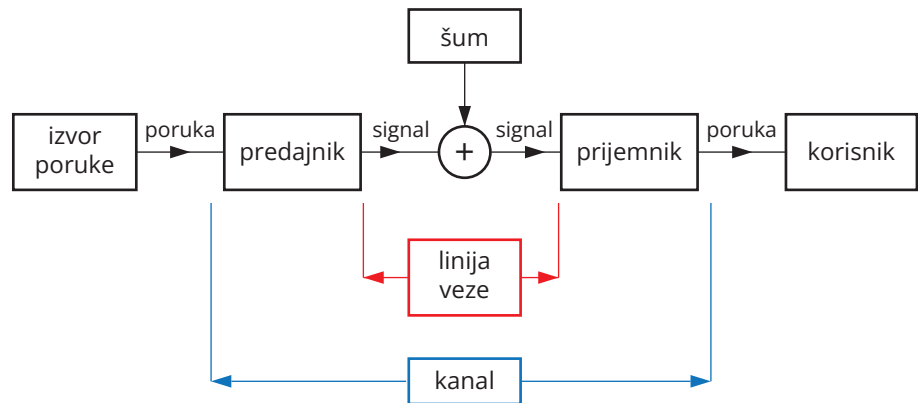 šum
izvor
poruke
poruka
predajnik
signal
+
signal
prijemnik
poruka
korisnik
linija
veze
kanal